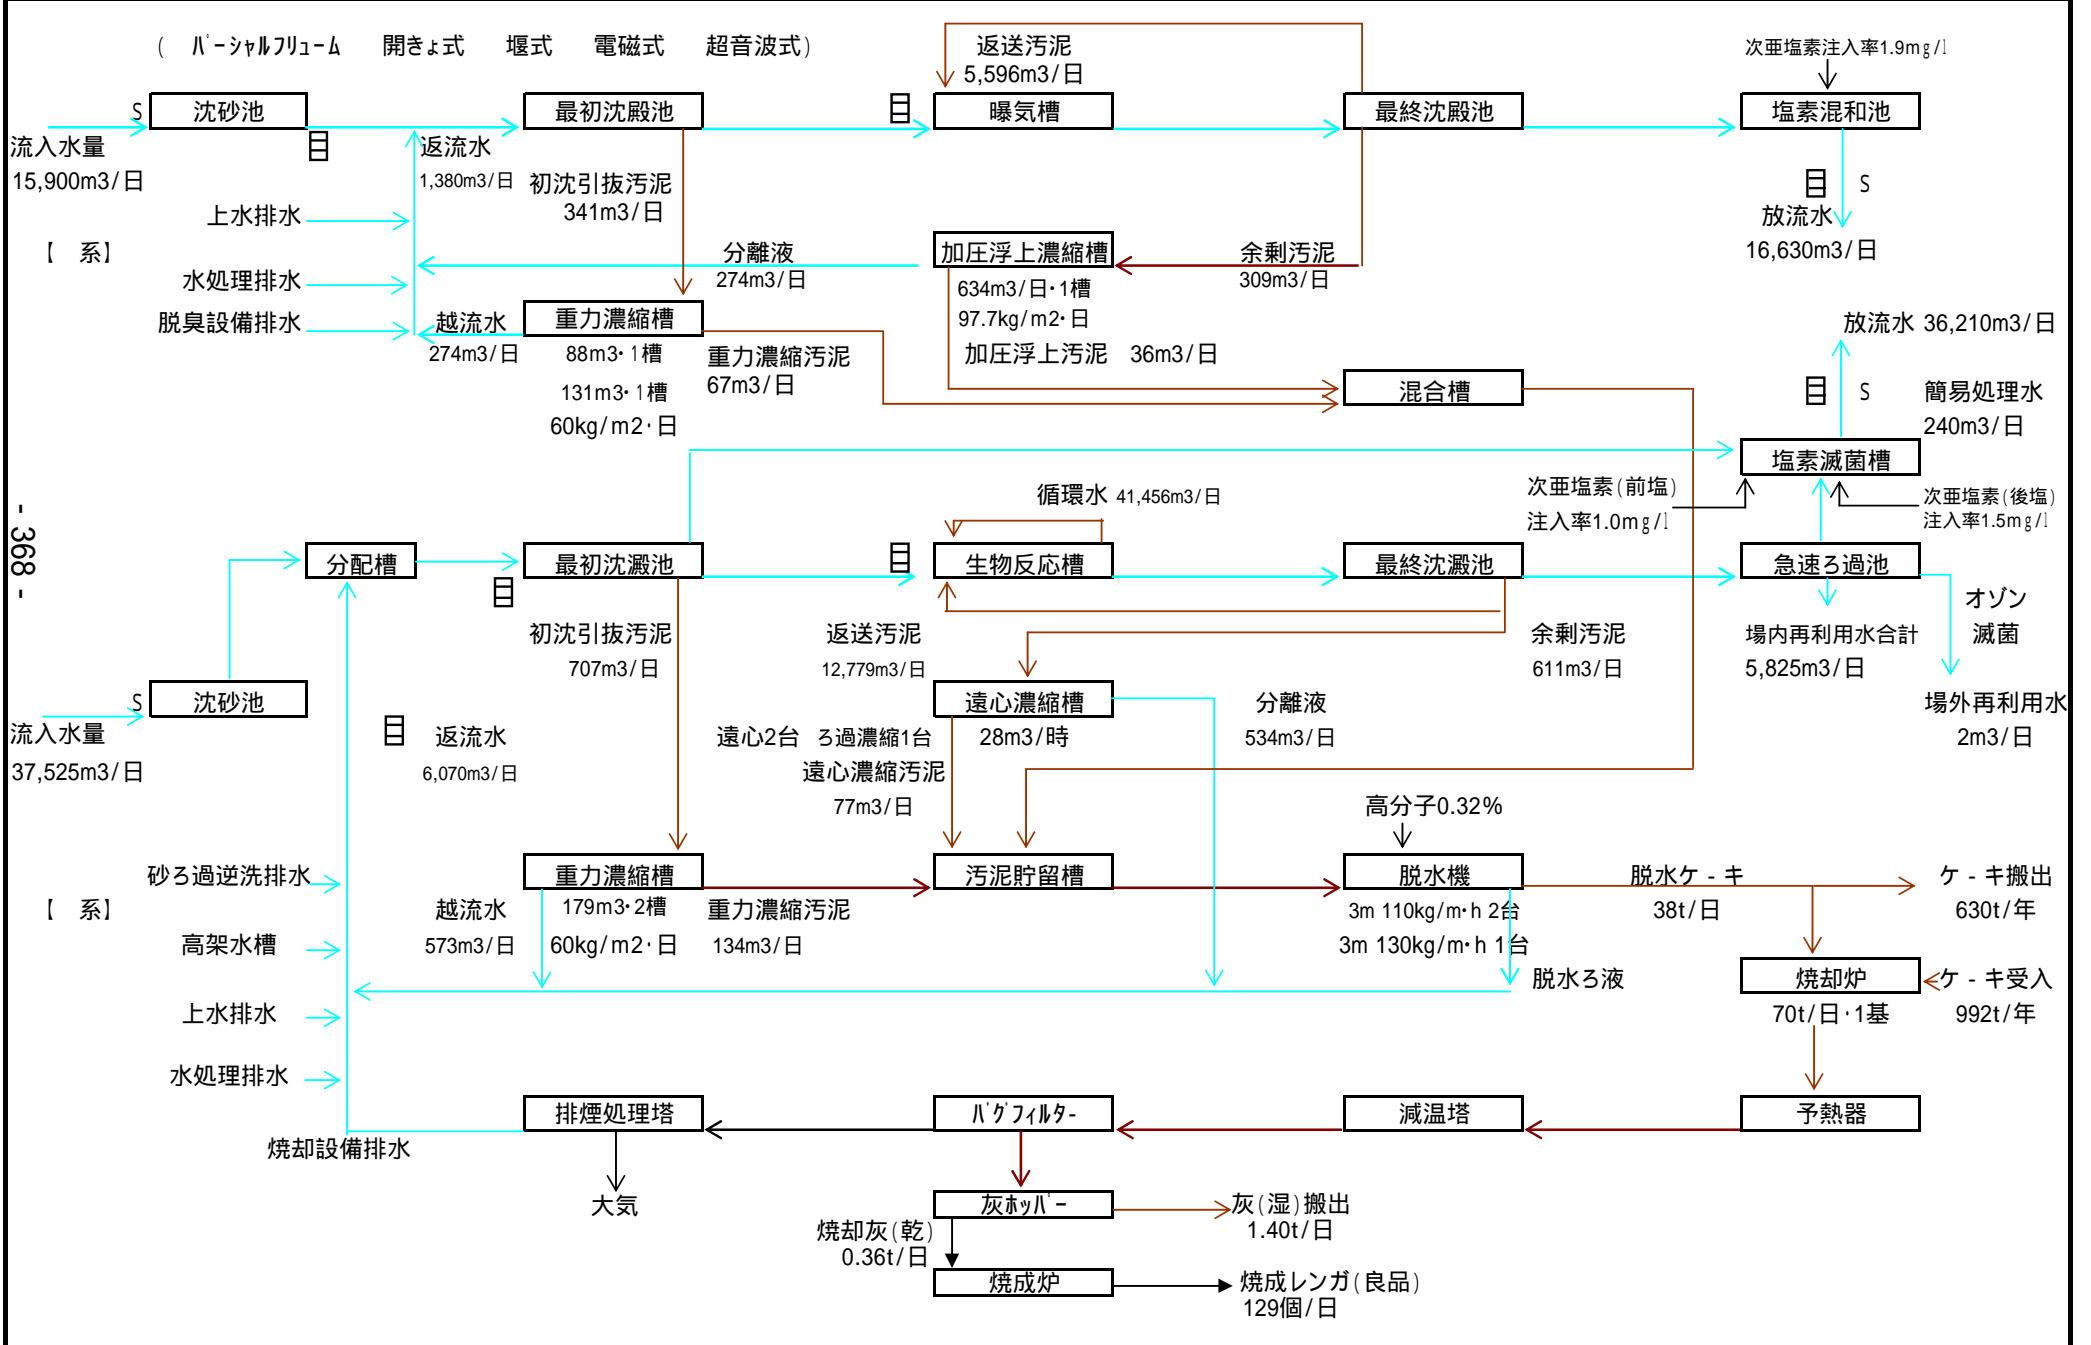 ( パーシャルフリューム 開きょ式 堰式 電磁式 超音波式)
返送汚泥
5,596m3/日
次亜塩素注入率1.9mg/l
S
沈砂池
最初沈殿池
曝気槽
最終沈殿池
塩素混和池
流入水量
15,900m3/日
返流水
1,380m3/日
初沈引抜汚泥
341m3/日
S
放流水
16,630m3/日
上水排水
【 系】
分離液
274m3/日
加圧浮上濃縮槽
余剰汚泥
309m3/日
水処理排水
634m3/日・1槽
97.7kg/m2・日
脱臭設備排水
越流水
274m3/日
重力濃縮槽
88m3・1槽
131m3・1槽
60kg/m2・日
重力濃縮汚泥
67m3/日
加圧浮上汚泥 36m3/日
混合槽
放流水 36,210m3/日
S
簡易処理水
240m3/日
塩素滅菌槽
循環水 41,456m3/日
次亜塩素(前塩)
注入率1.0mg/l
次亜塩素(後塩)
注入率1.5mg/l
- 368 -
分配槽
最初沈澱池
生物反応槽
最終沈澱池
急速ろ過池
オゾン
滅菌
初沈引抜汚泥
707m3/日
返送汚泥
12,779m3/日
余剰汚泥
611m3/日
場内再利用水合計
5,825m3/日
S
沈砂池
遠心濃縮槽
場外再利用水
2m3/日
流入水量
37,525m3/日
返流水
6,070m3/日
遠心2台 ろ過濃縮1台
28m3/時
分離液
534m3/日
遠心濃縮汚泥
77m3/日
高分子0.32%
砂ろ過逆洗排水
重力濃縮槽
汚泥貯留槽
脱水機
脱水ケ-キ
38t/日
ケ-キ搬出
630t/年
【 系】
越流水
573m3/日
179m3・2槽
60kg/m2・日
重力濃縮汚泥
134m3/日
3m 110kg/m・h 2台
3m 130kg/m・h 1台
高架水槽
脱水ろ液
焼却炉
70t/日・1基
ケ-キ受入
992t/年
上水排水
水処理排水
排煙処理塔
バグフィルター
減温塔
予熱器
焼却設備排水
大気
灰ホッパー
灰(湿)搬出
1.40t/日
焼却灰(乾)
0.36t/日
焼成炉
焼成レンガ(良品)
129個/日